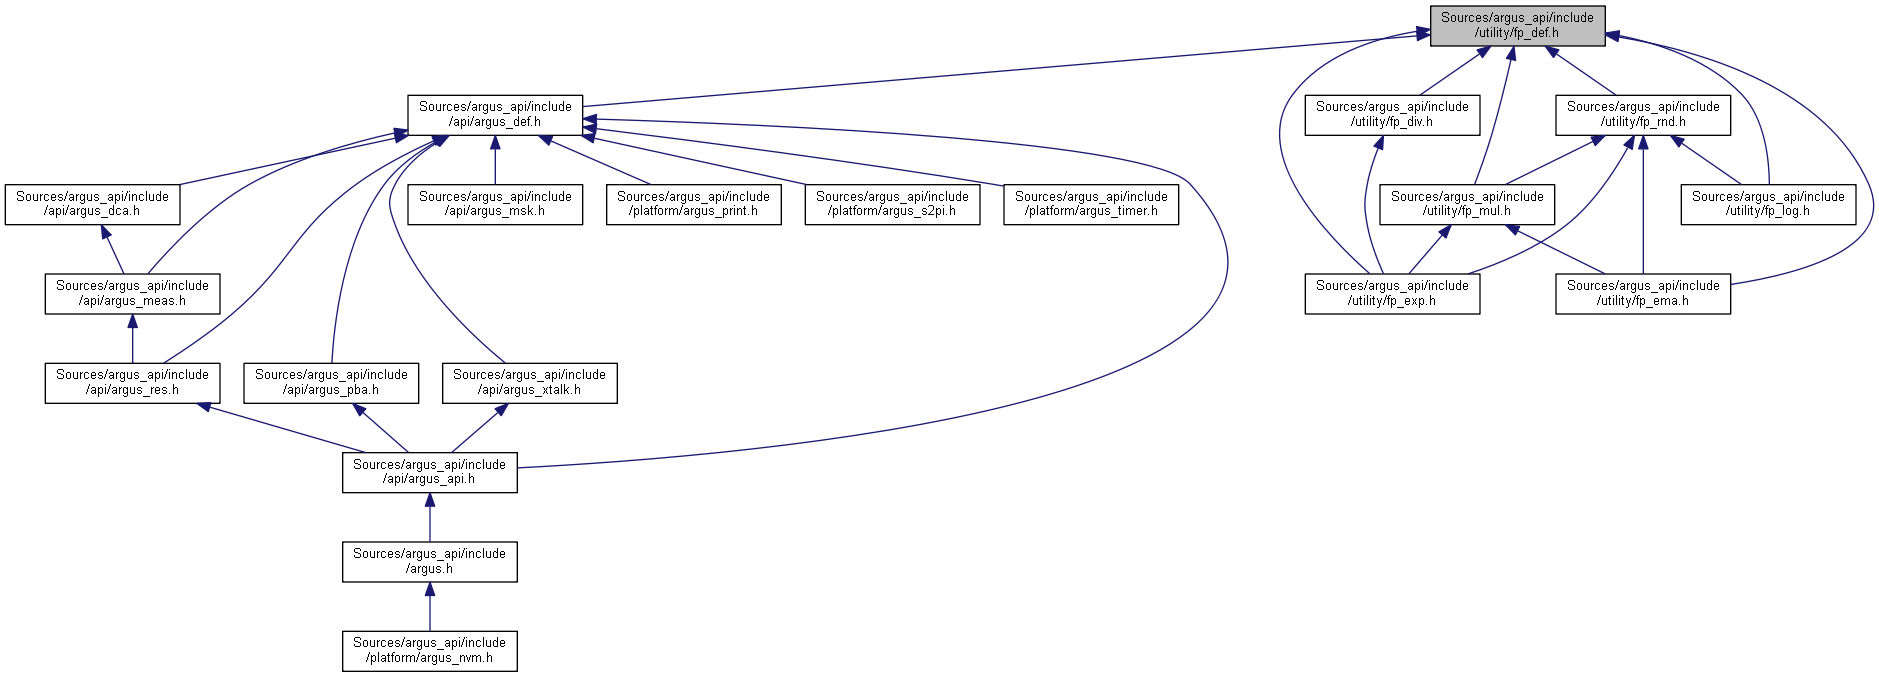 Sources/argus_api/include
/utility/fp_def.h
Sources/argus_api/include
/api/argus_def.h
Sources/argus_api/include
/utility/fp_div.h
Sources/argus_api/include
/utility/fp_rnd.h
Sources/argus_api/include
/api/argus_dca.h
Sources/argus_api/include
/api/argus_msk.h
Sources/argus_api/include
/platform/argus_print.h
Sources/argus_api/include
/platform/argus_s2pi.h
Sources/argus_api/include
/platform/argus_timer.h
Sources/argus_api/include
/utility/fp_mul.h
Sources/argus_api/include
/utility/fp_log.h
Sources/argus_api/include
/api/argus_meas.h
Sources/argus_api/include
/utility/fp_exp.h
Sources/argus_api/include
/utility/fp_ema.h
Sources/argus_api/include
/api/argus_res.h
Sources/argus_api/include
/api/argus_pba.h
Sources/argus_api/include
/api/argus_xtalk.h
Sources/argus_api/include
/api/argus_api.h
Sources/argus_api/include
/argus.h
Sources/argus_api/include
/platform/argus_nvm.h